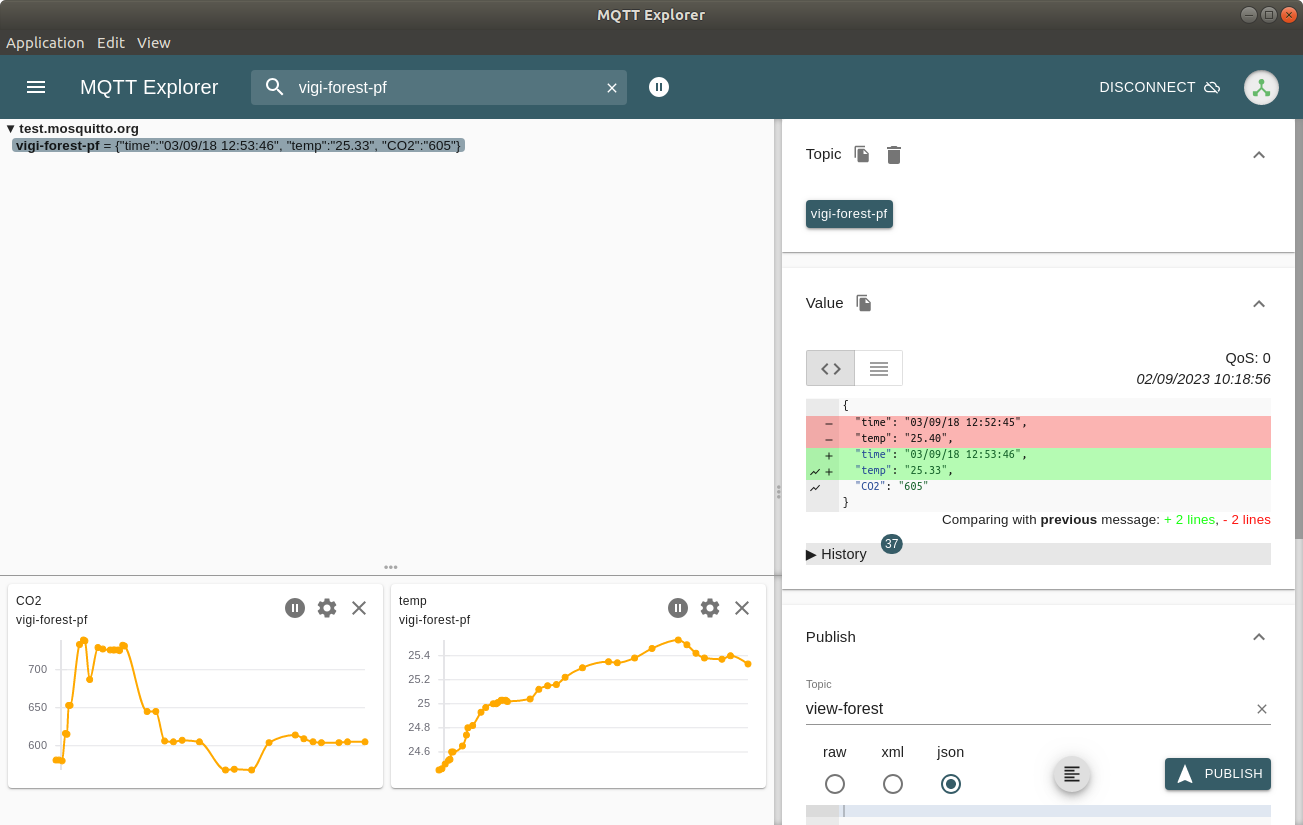 MQTT Explorer
Application Edit View
MQTT Explorer
vigi-forest-pf
DISCONNECT
▼ test.mosquitto.org
vigi-forest-pf = {"time":"03/09/18 12:53:46", "temp":"25.33", "CO2":"605"}
Topic
vigi-forest-pf
Value
QoS: 0
02/09/2023 10:18:56
{
- "time": "03/09/18 12:52:45",
- "temp": "25.40",
+ "time": "03/09/18 12:53:46",
+ "temp": "25.33",
"CO2": "605"
}
Comparing with previous message: + 2 lines, - 2 lines
▶ History 37
CO2
vigi-forest-pf
700
650
600
temp
vigi-forest-pf
25.4
25.2
25
24.8
24.6
Publish
Topic
view-forest
raw xml json
PUBLISH